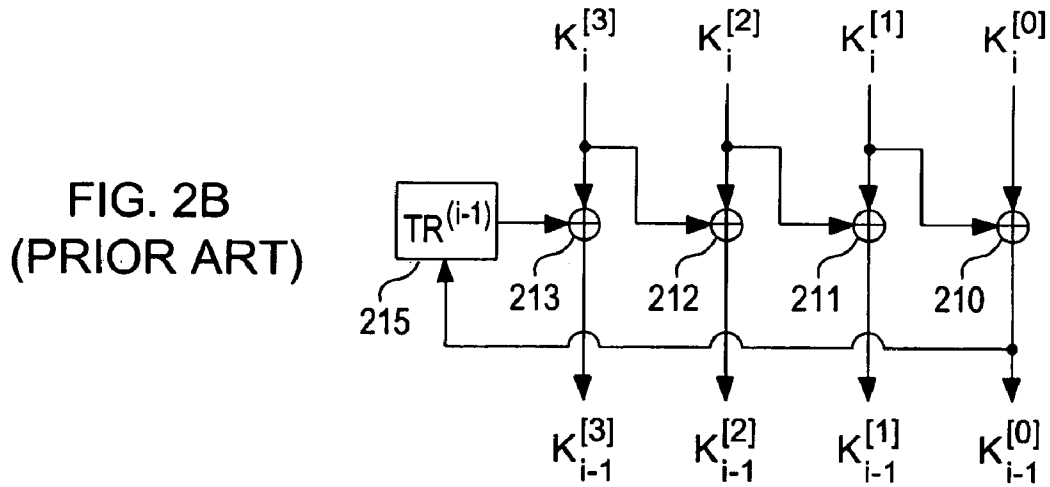 K_i^[3] K_i^[2] K_i^[1] K_i^[0]
FIG. 2B
(PRIOR ART)
TR^(i-1)
215 213 212 211 210
K_i-1^[3] K_i-1^[2] K_i-1^[1] K_i-1^[0]